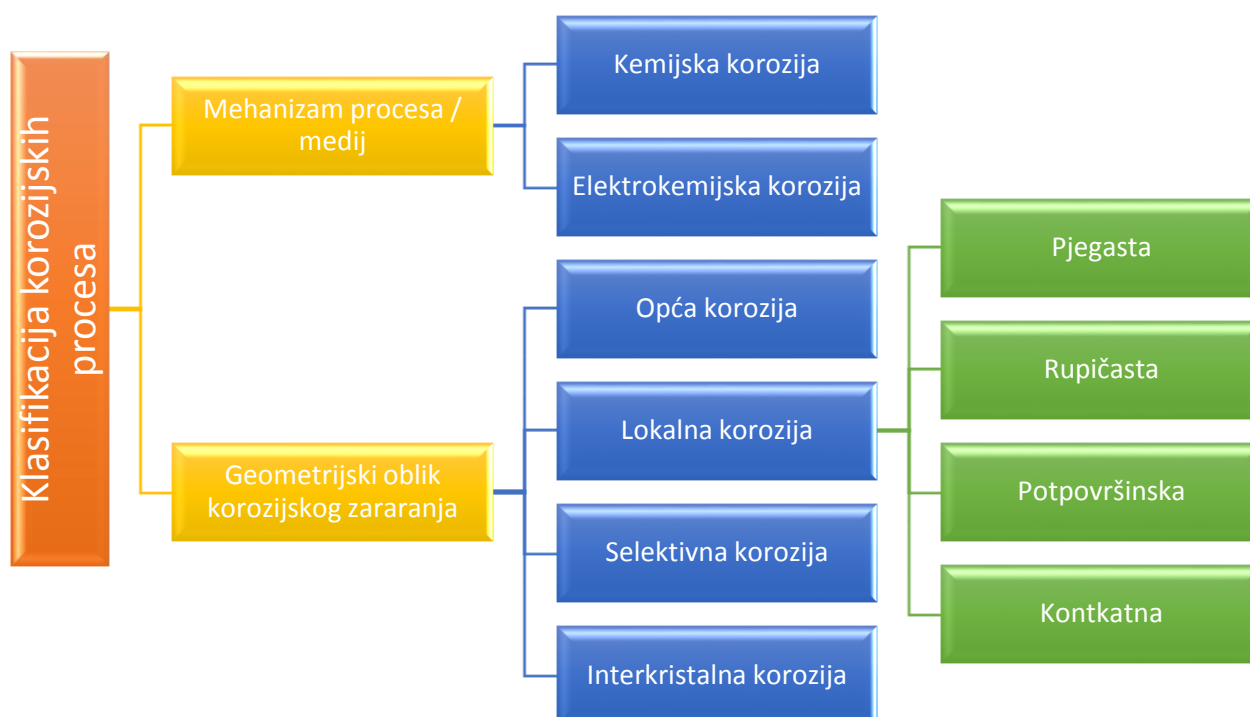 Klasifikacija korozijskih
procesa
Mehanizam procesa /
medij
Kemijska korozija
Elektrokemijska korozija
Geometrijski oblik
korozijskog zararanja
Opća korozija
Lokalna korozija
Pjegasta
Rupičasta
Potpovršinska
Kontkatna
Selektivna korozija
Interkristalna korozija